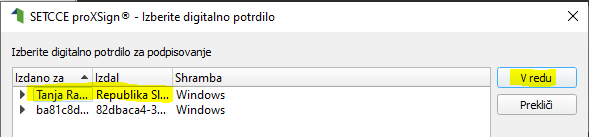 SETCCE proXSign® - Izberite digitalno potrdilo
Izberite digitalno potrdilo za podpisovanje
Izdano za Izdal Shramba
Tanja Ra... Republika Sl... Windows
ba81c8d... 82dbaca4-3... Windows
V redu
Prekliči